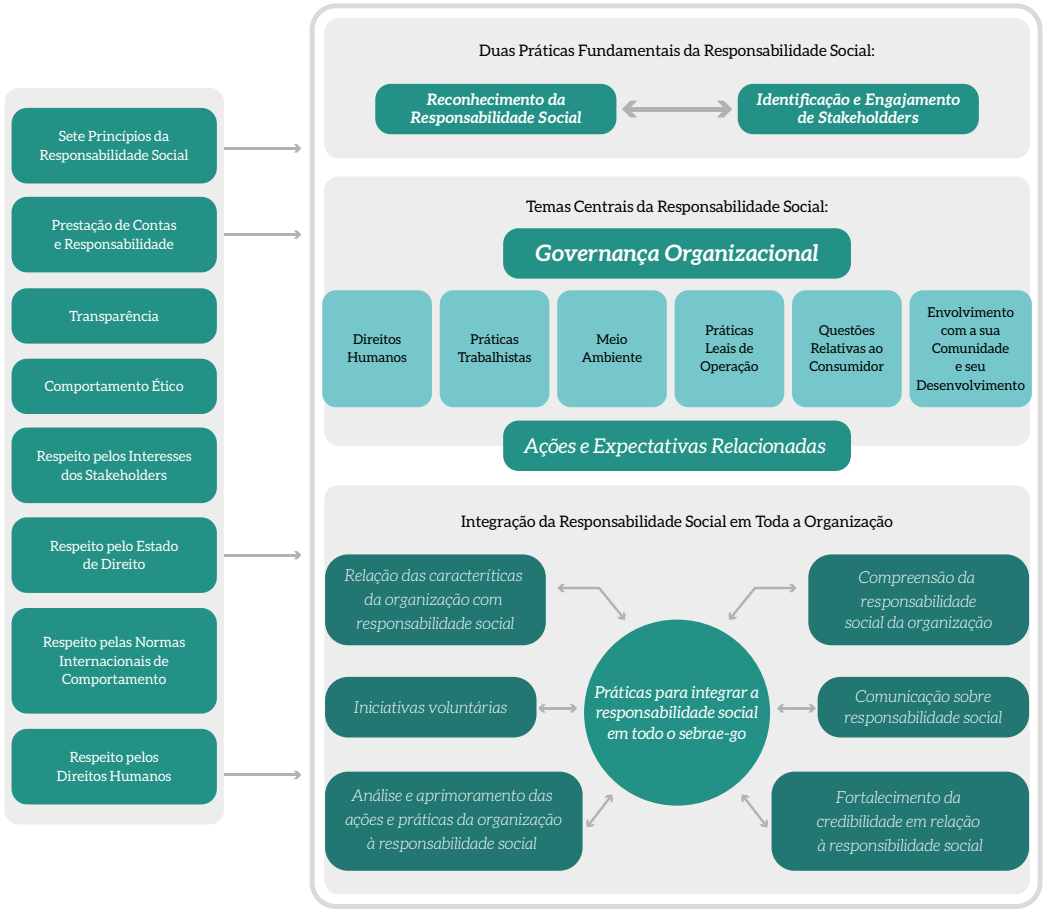 Sete Princípios da
Responsabilidade Social
Prestação de Contas
e Responsabilidade
Transparência
Comportamento Ético
Respeito pelos Interesses
dos Stakeholders
Respeito pelo Estado
de Direito
Respeito pelas Normas
Internacionais de
Comportamento
Respeito pelos
Direitos Humanos
Duas Práticas Fundamentais da Responsabilidade Social:
Reconhecimento da
Responsabilidade Social
Identificação e Engajamento
de Stakeholdders
Temas Centrais da Responsabilidade Social:
Governança Organizacional
Direitos
Humanos
Práticas
Trabalhistas
Meio
Ambiente
Práticas
Leais de
Operação
Questões
Relativas ao
Consumidor
Envolvimento
com a sua
Comunidade
e seu
Desenvolvimento
Ações e Expectativas Relacionadas
Integração da Responsabilidade Social em Toda a Organização
Relação das caracteríticas
da organização com
responsabilidade social
Iniciativas voluntárias
Análise e aprimoramento das
ações e práticas da organização
à responsabilidade social
Práticas para integrar a
responsabilidade social
em todo o sebrae-go
Compreensão da
responsabilidade
social da organização
Comunicação sobre
responsabilidade social
Fortalecimento da
credibilidade em relação
à responsibilidade social